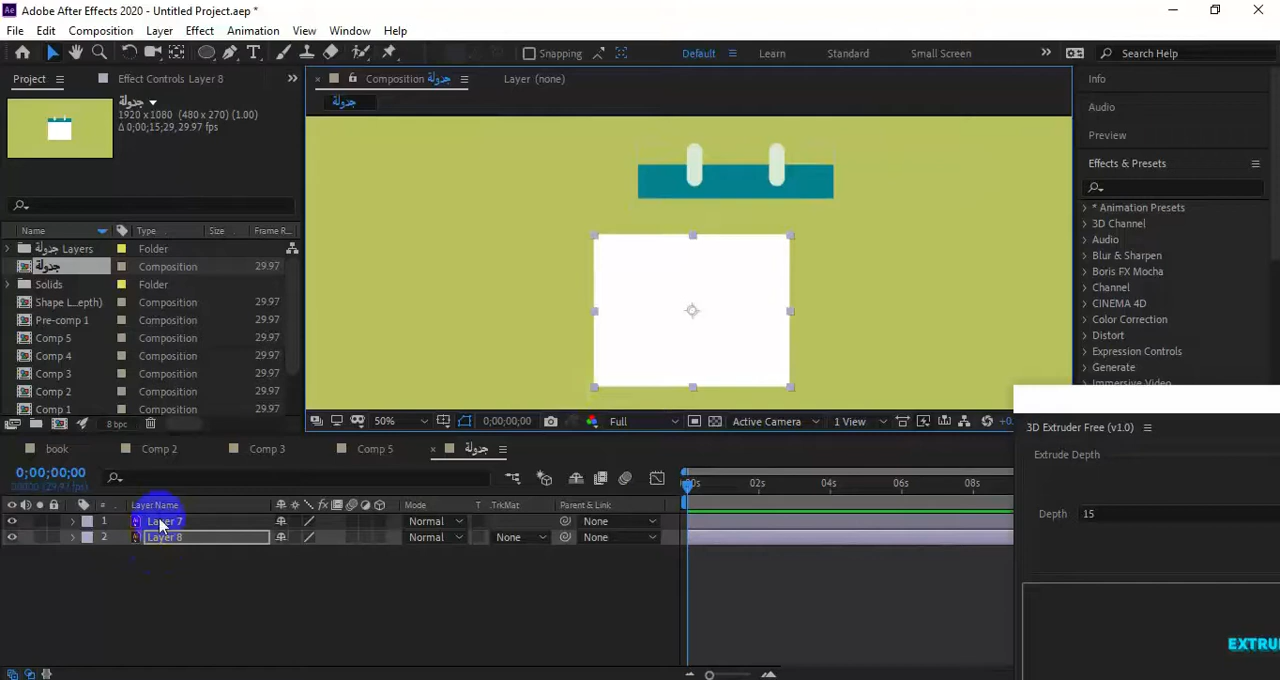 Adobe After Effects 2020 - Untitled Project.aep *
File Edit Composition Layer Effect Animation View Window Help
Snapping Default Learn Standard Small Screen Search Help
Project Effect Controls Layer 8
Composition جدولة Layer (none)
جدولة
جدولة
1920 x 1080 (480 x 270) (1.00)
Δ 0;00;15;29, 29.97 fps
Info
Audio
Preview
Effects & Presets
Name Type Size Frame R...
جدولة Layers Folder
جدولة Composition 29.97
Solids Folder
Shape L...epth) Composition 29.97
Pre-comp 1 Composition 29.97
Comp 5 Composition 29.97
Comp 4 Composition 29.97
Comp 3 Composition 29.97
Comp 2 Composition 29.97
Comp 1 Composition 29.97
8 bpc
* Animation Presets
3D Channel
Audio
Blur & Sharpen
Boris FX Mocha
Channel
CINEMA 4D
Color Correction
Distort
Expression Controls
Generate
Immersive Video
50% 0;00;00;00 Full Active Camera 1 View +0.
book Comp 2 Comp 3 Comp 5 جدولة
0;00;00;00
00000 (29.97 fps)
:00s 02s 04s 06s 08s
# Layer Name Mode T .TrkMat Parent & Link
1 Layer 7 Normal None
2 Layer 8 Normal None None
3D Extruder Free (v1.0)
Extrude Depth
Depth 15
EXTRU